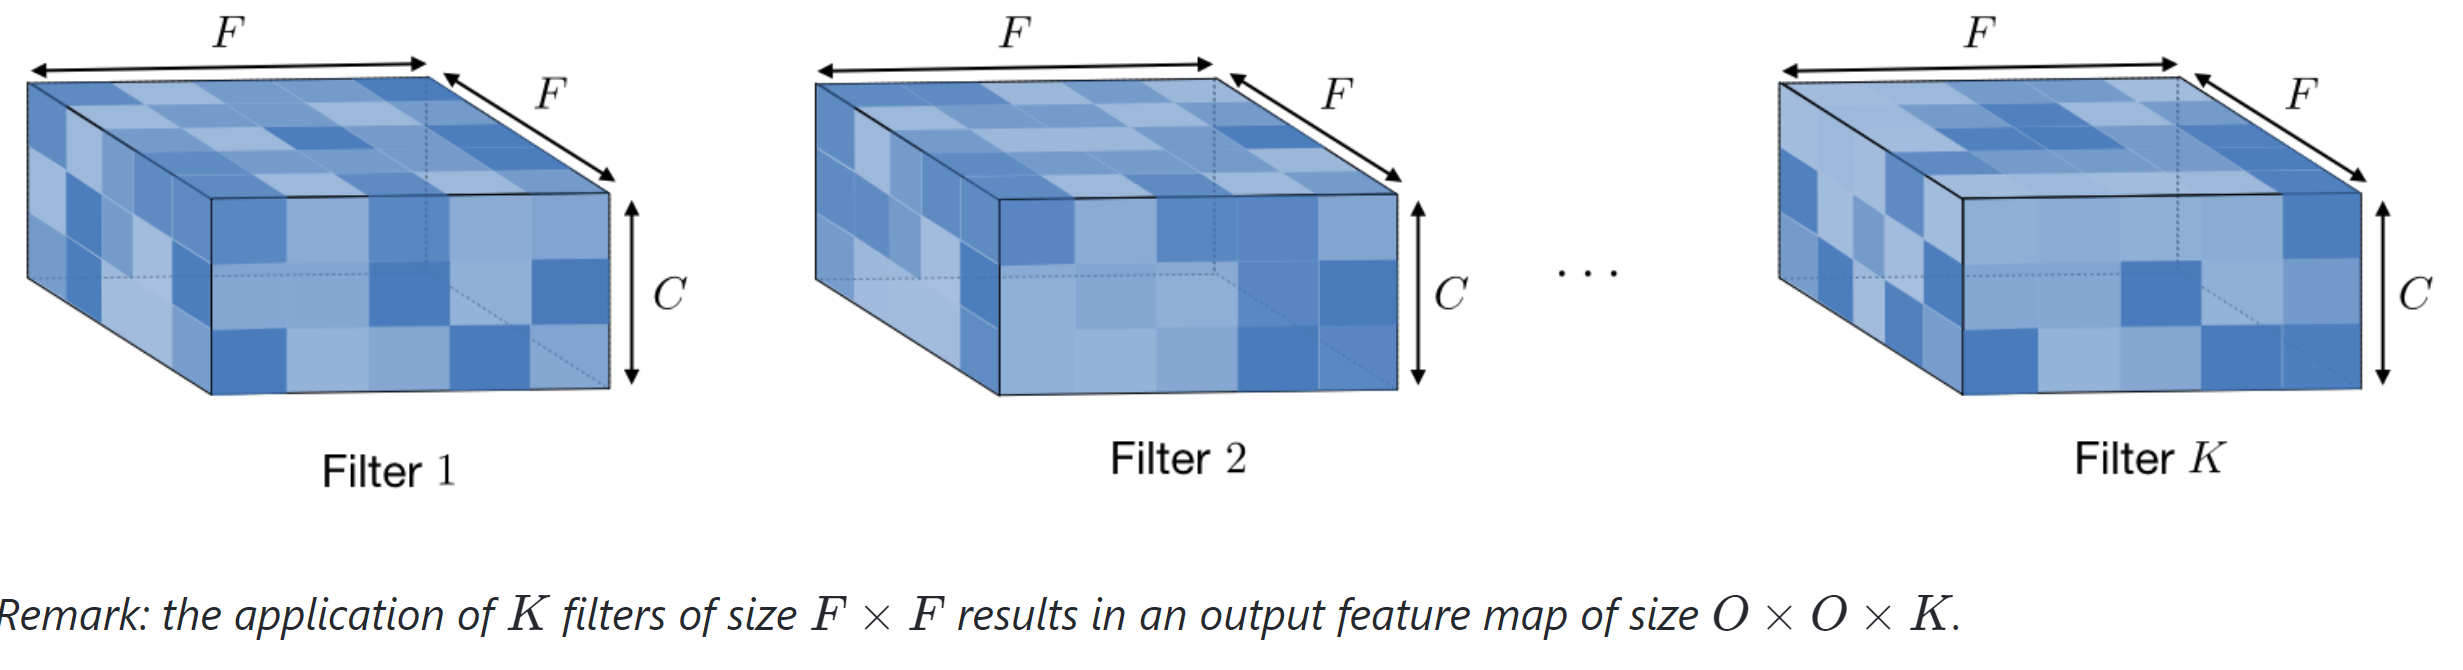 F F F
F F F
C C ... C
Filter 1 Filter 2 Filter K
Remark: the application of K filters of size F × F results in an output feature map of size O × O × K.